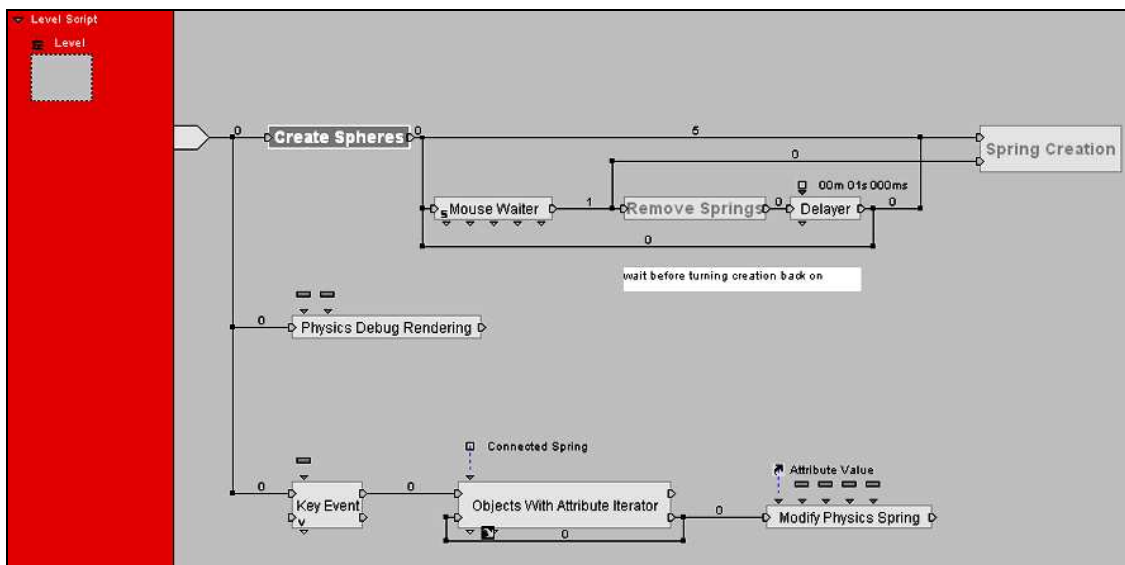 Level Script
Level
0
Create Spheres
0
5
Spring Creation
0
00m 01s 000ms
s
Mouse Waiter
1
Remove Springs
0
Delayer
0
0
wait before turning creation back on
0
Physics Debug Rendering
Connected Spring
Attribute Value
0
Key Event
V
0
Objects With Attribute Iterator
0
0
Modify Physics Spring